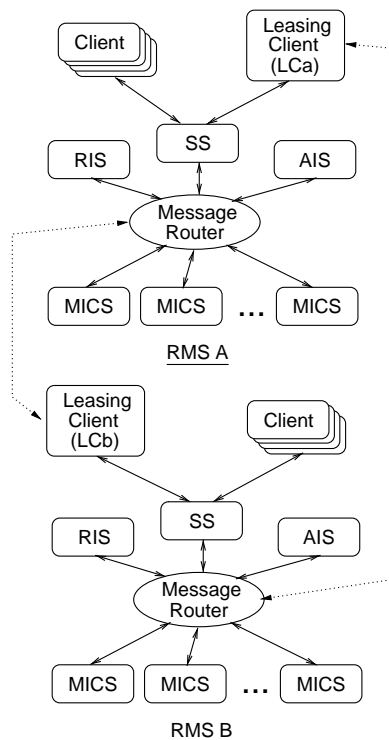 Client
Leasing
Client
(LCa)
SS
RIS
AIS
Message
Router
MICS
MICS
...
MICS
RMS A
Leasing
Client
(LCb)
Client
SS
RIS
AIS
Message
Router
MICS
MICS
...
MICS
RMS B